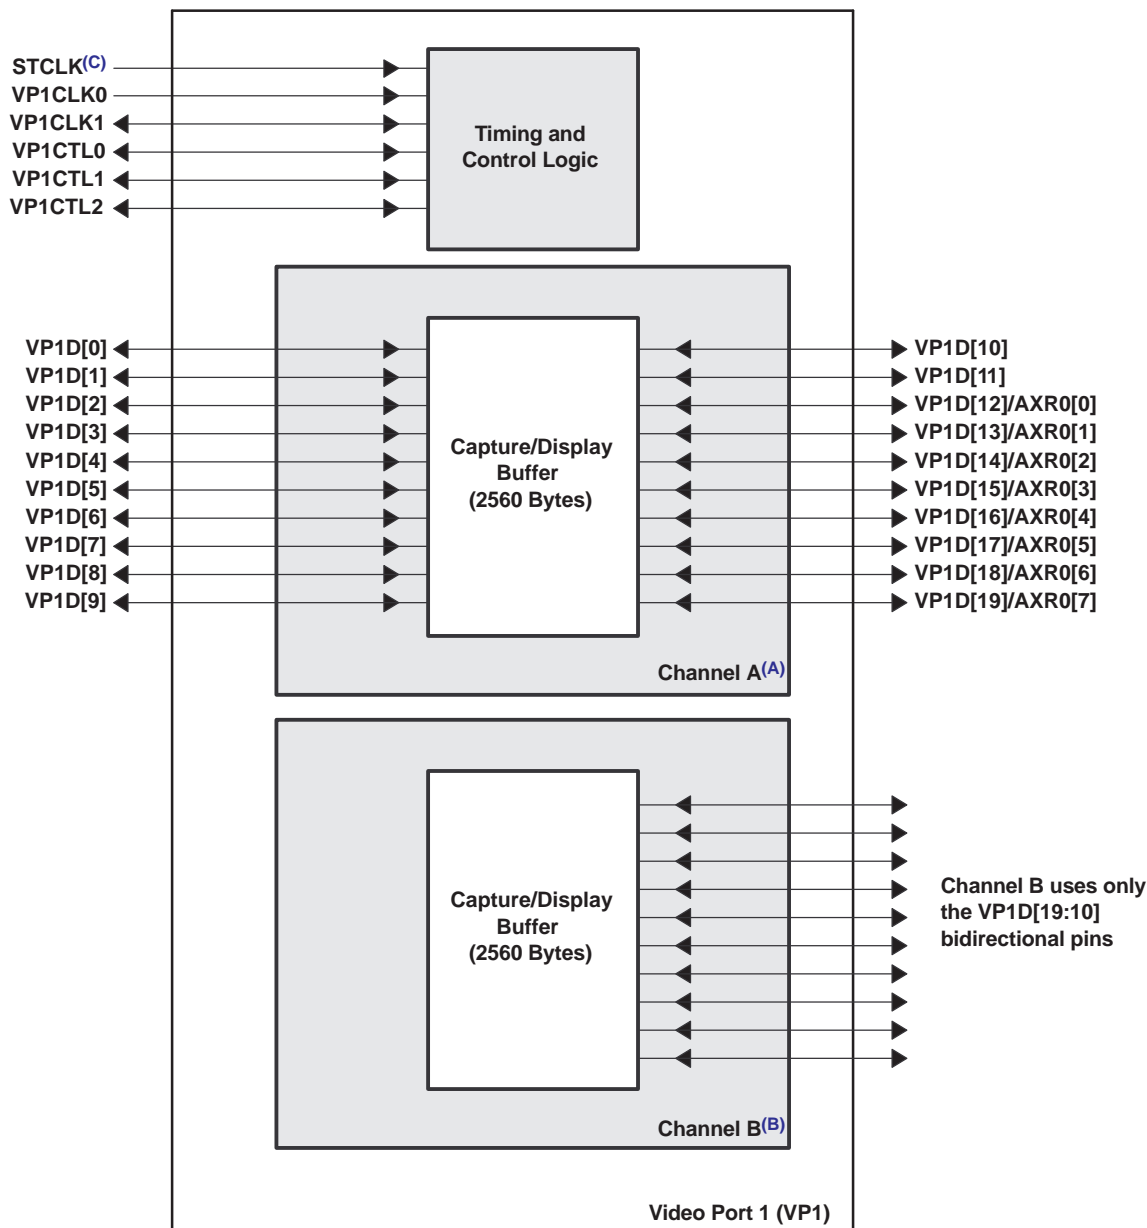 STCLK(C)
VP1CLK0
VP1CLK1
VP1CTL0
VP1CTL1
VP1CTL2
Timing and
Control Logic
VP1D[0]
VP1D[1]
VP1D[2]
VP1D[3]
VP1D[4]
VP1D[5]
VP1D[6]
VP1D[7]
VP1D[8]
VP1D[9]
Capture/Display
Buffer
(2560 Bytes)
VP1D[10]
VP1D[11]
VP1D[12]/AXR0[0]
VP1D[13]/AXR0[1]
VP1D[14]/AXR0[2]
VP1D[15]/AXR0[3]
VP1D[16]/AXR0[4]
VP1D[17]/AXR0[5]
VP1D[18]/AXR0[6]
VP1D[19]/AXR0[7]
Channel A(A)
Capture/Display
Buffer
(2560 Bytes)
Channel B uses only
the VP1D[19:10]
bidirectional pins
Channel B(B)
Video Port 1 (VP1)